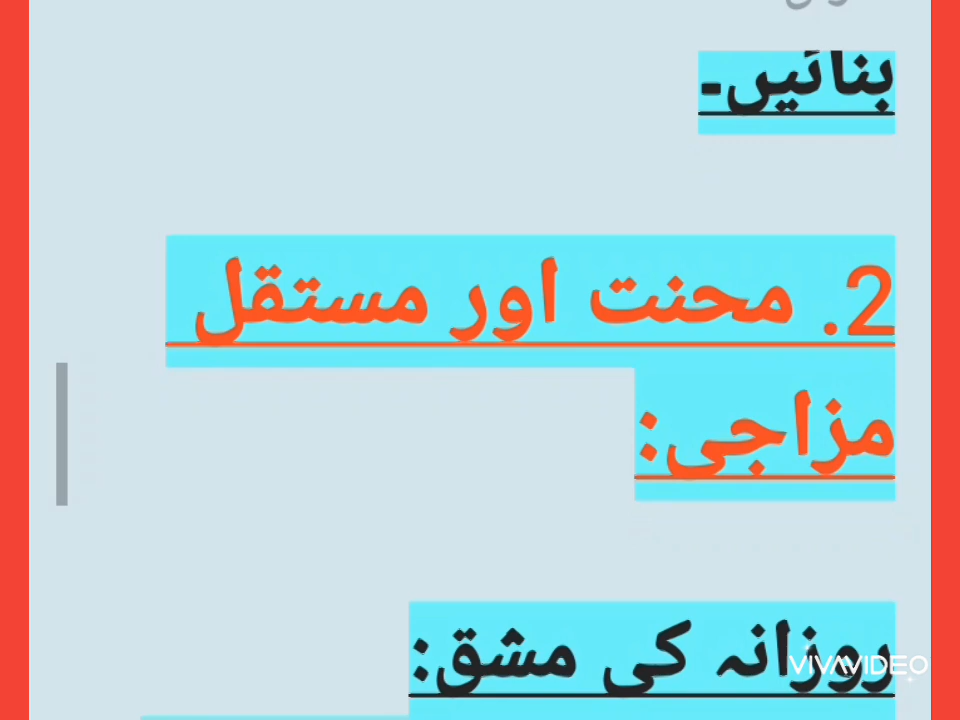 بنائیں۔
2. محنت اور مستقل
مزاجی:
روزانہ کی مشق:
VIVAVIDEO